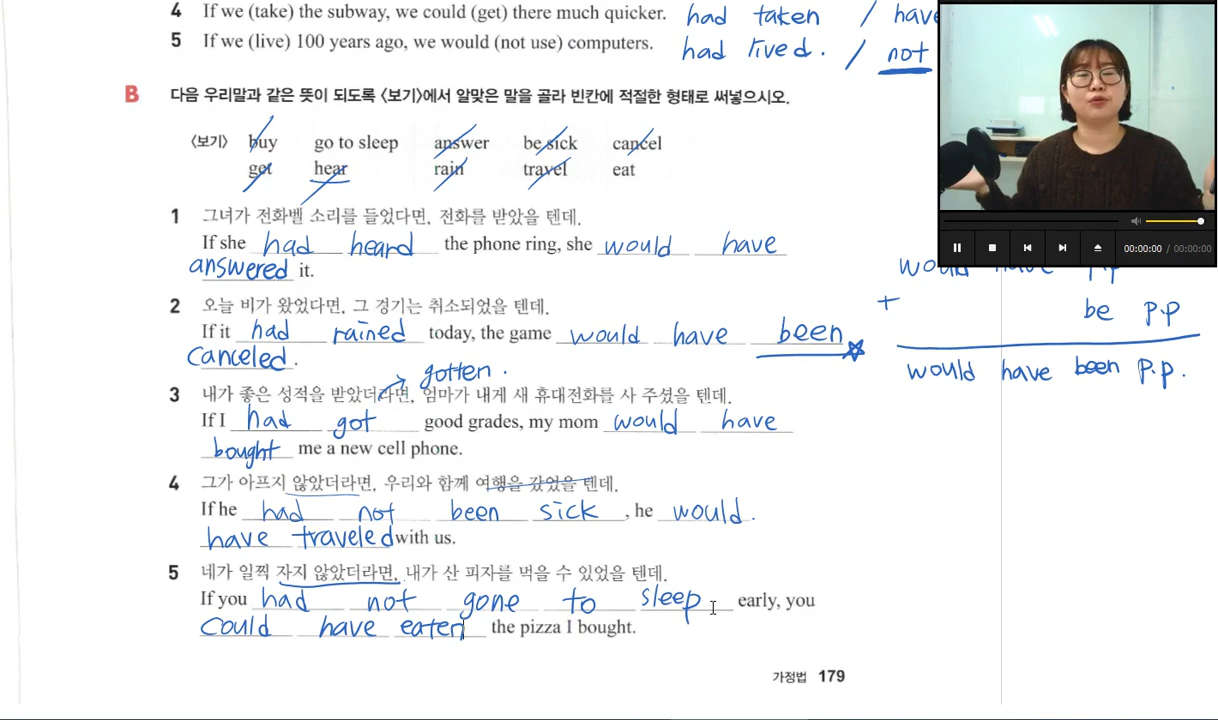 4 If we (take) the subway, we could (get) there much quicker. had taken / have
5 If we (live) 100 years ago, we would (not use) computers. had lived. / not
B 다음 우리말과 같은 뜻이 되도록 〈보기〉에서 알맞은 말을 골라 빈칸에 적절한 형태로 써넣으시오.
〈보기〉 buy go to sleep answer be sick cancel
get hear rain travel eat
1 그녀가 전화벨 소리를 들었다면, 전화를 받았을 텐데.
If she had heard the phone ring, she would have
answered it.
2 오늘 비가 왔었다면, 그 경기는 취소되었을 텐데.
If it had rained today, the game would have been
canceled.
gotten.
3 내가 좋은 성적을 받았더라면, 엄마가 내게 새 휴대전화를 사 주셨을 텐데.
If I had got good grades, my mom would have
bought me a new cell phone.
4 그가 아프지 않았더라면, 우리와 함께 여행을 갔었을 텐데.
If he had not been sick, he would.
have traveled with us.
5 네가 일찍 자지 않았더라면, 내가 산 피자를 먹을 수 있었을 텐데.
If you had not gone to sleep early, you
could have eaten the pizza I bought.
would have p.p
+ be p.p
would have been p.p.
00:00:00 / 00:00:00
가정법 179